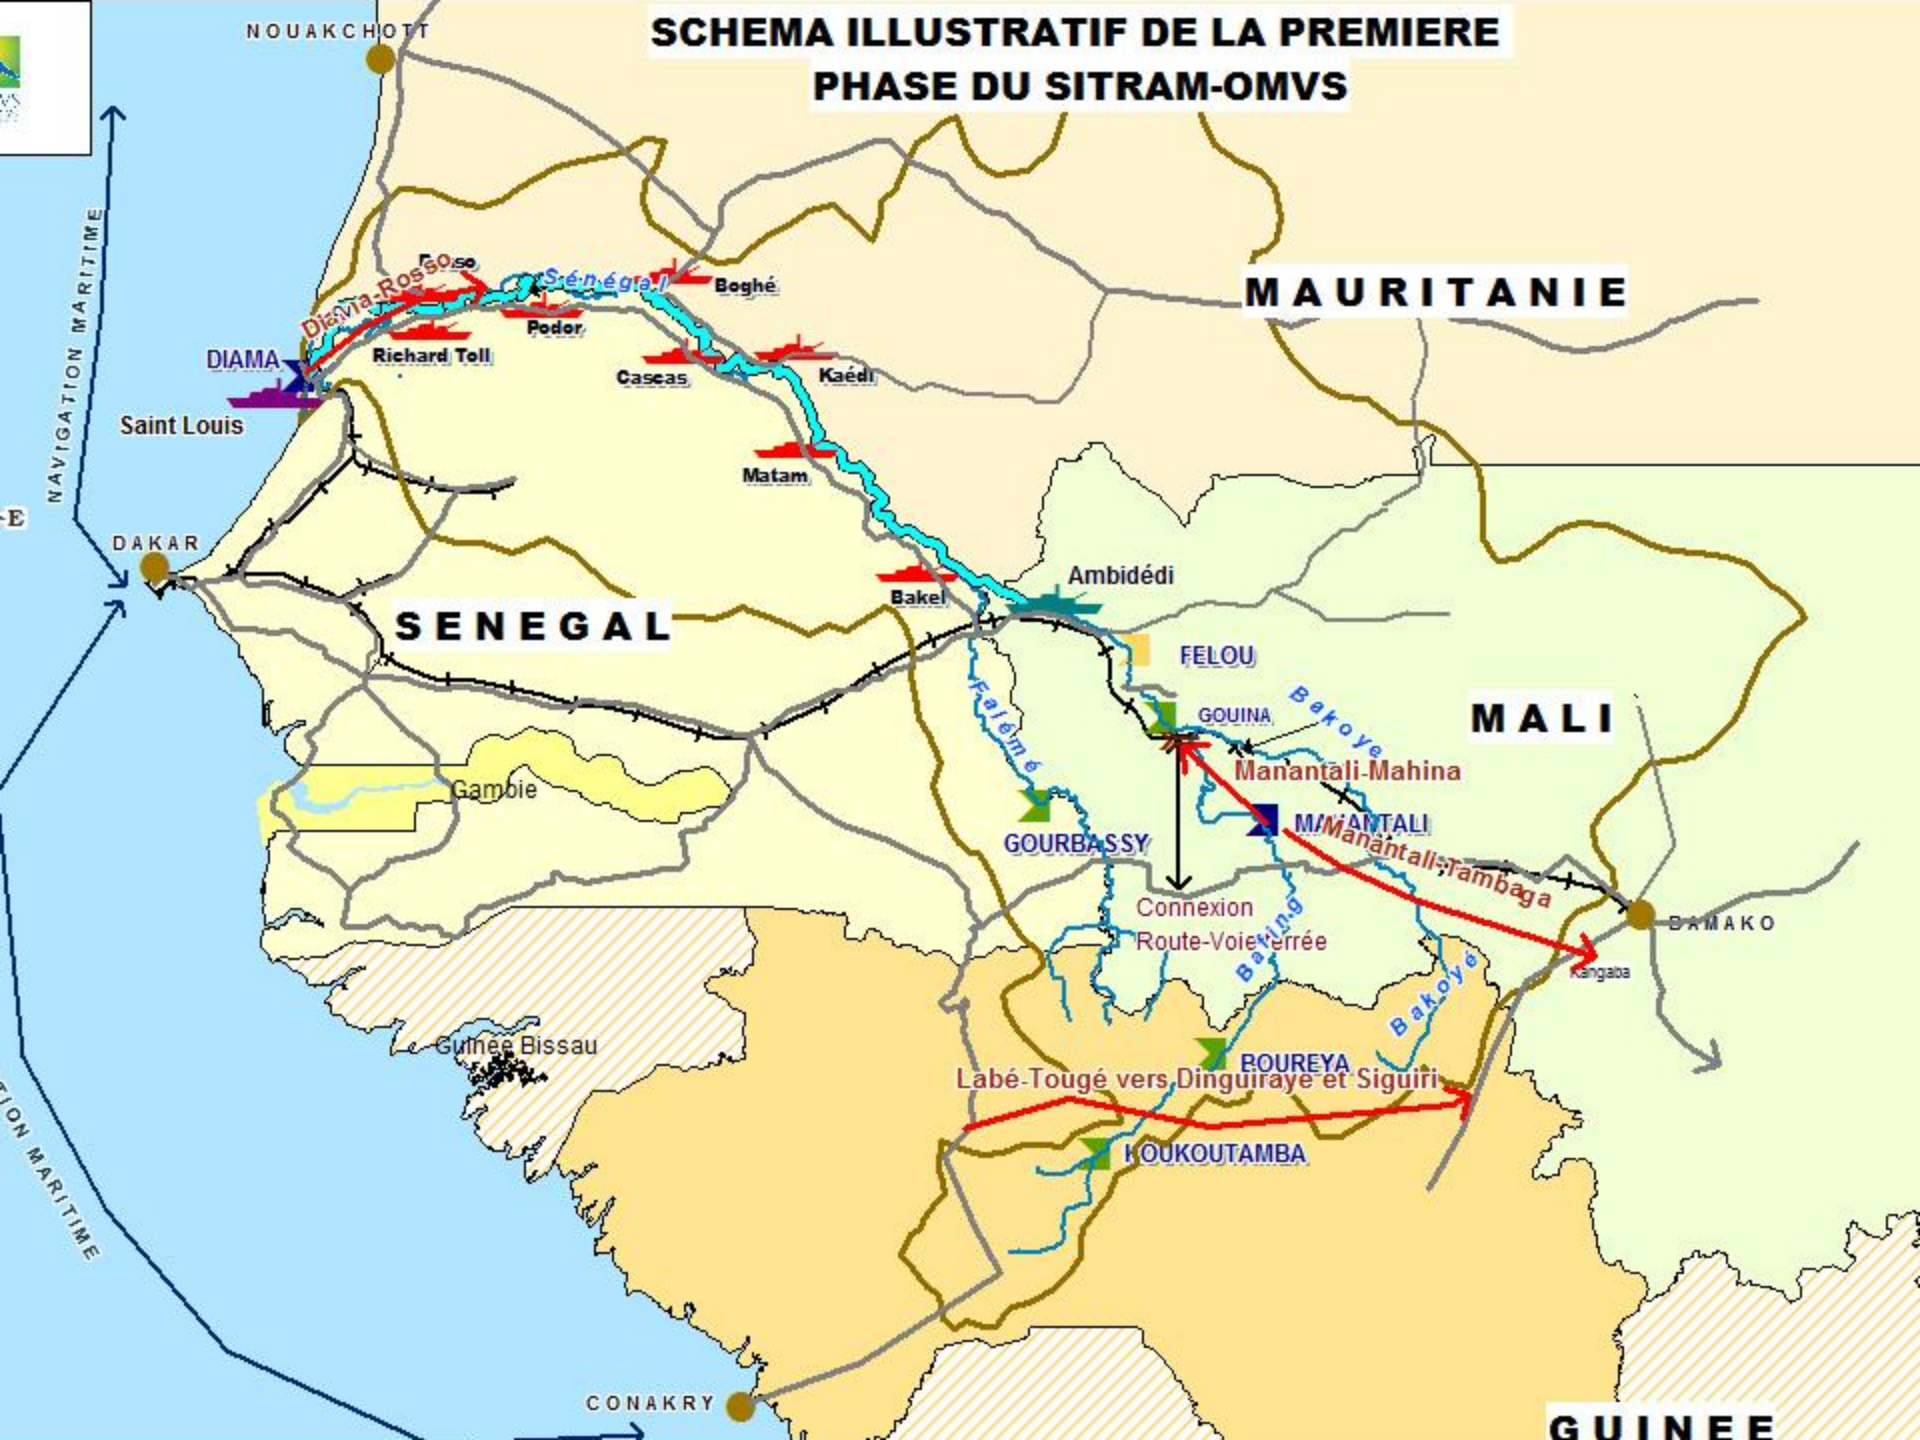 NOUAKCHOTT
SCHEMA ILLUSTRATIF DE LA PREMIERE
PHASE DU SITRAM-OMVS
NAVIGATION MARITIME
Diama-Rosso
Sénégal
Boghé
MAURITANIE
Podor
DIAMA
Richard Toll
Cascas
Kaédi
Saint Louis
Matam
E
DAKAR
Ambidédi
Bakel
SENEGAL
FELOU
Falémé
GOUINA
Bakoye
MALI
Manantali-Mahina
Gambie
GOURBASSY
MANANTALI
Manantali-Tambaga
Connexion
Route-Voie ferrée
Bafing
BAMAKO
Kangaba
Bakoyé
Guinée Bissau
BOUREYA
Labé-Tougé vers Dinguiraye et Siguiri
KOUKOUTAMBA
TION MARITIME
CONAKRY
GUINEE